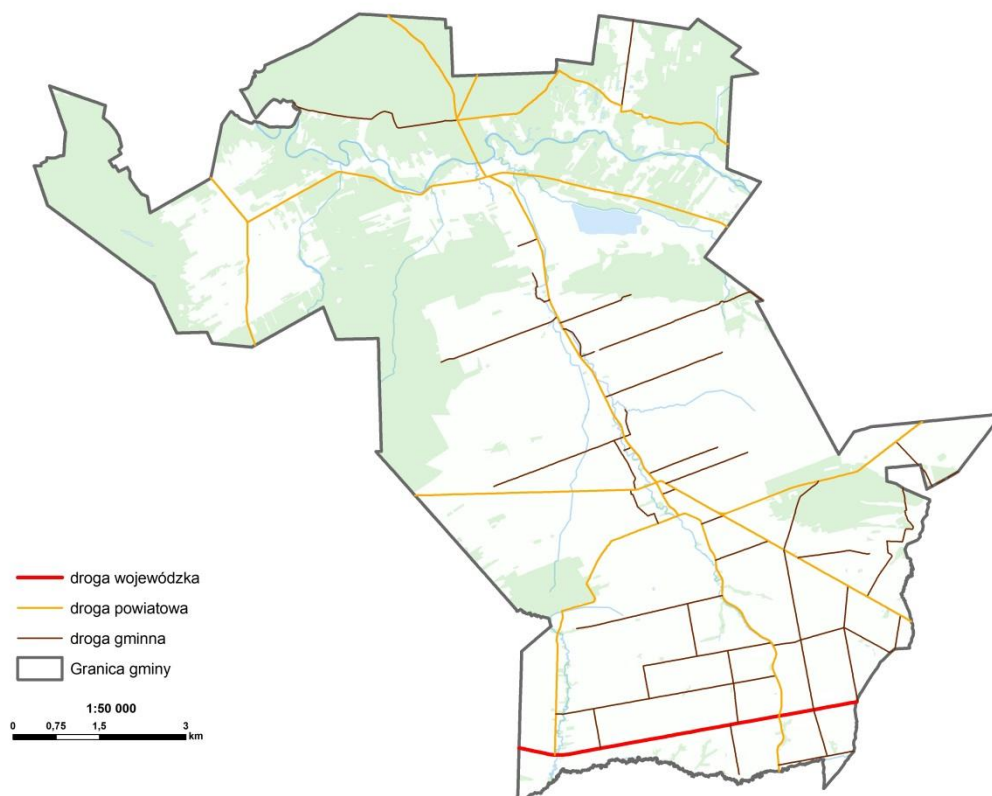 droga wojewódzka
droga powiatowa
droga gminna
Granica gminy
1:50 000
0 0,75 1,5 3
km